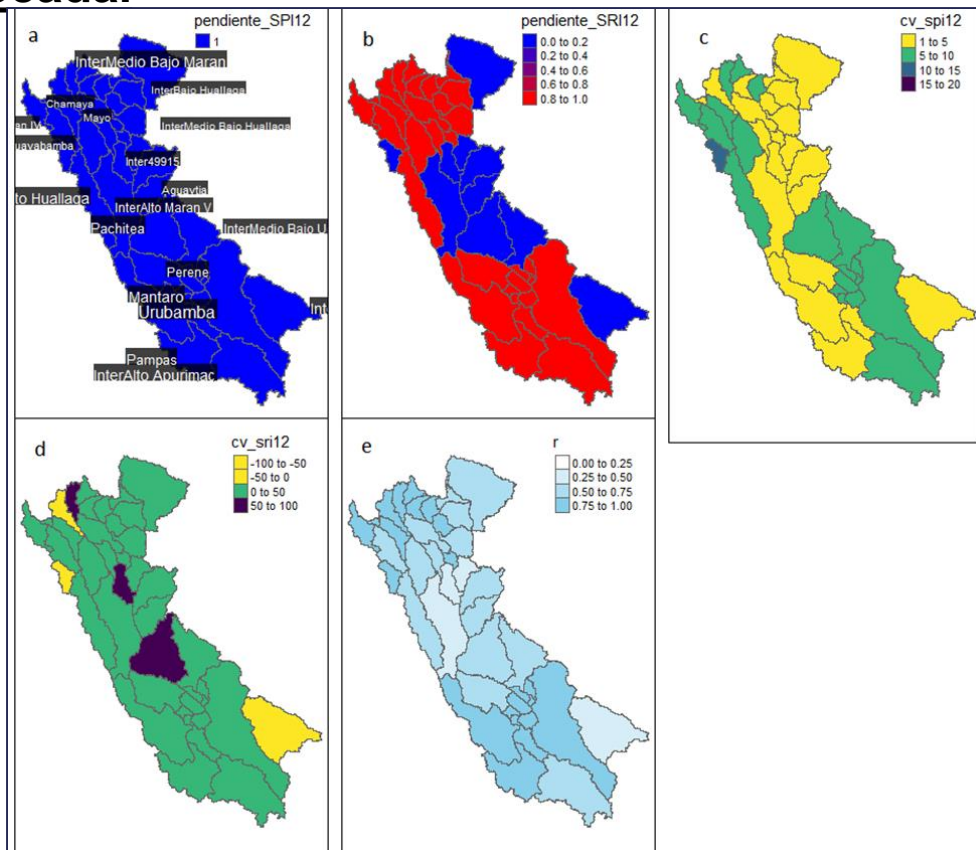 a
pendiente_SPI12
1
InterMedio Bajo Maran
InterBajo Huallaga
Chamaya
Mayo
InterMedio Bajo Huallaga
uayabamba
Inter49915
Aguaytia
to Huallaga
InterAlto Maran V
Pachitea
InterMedio Bajo U
Perene
Mantaro
Urubamba
Int
Pampas
InterAlto Apurimac
b
pendiente_SRI12
0.0 to 0.2
0.2 to 0.4
0.4 to 0.6
0.6 to 0.8
0.8 to 1.0
c
cv_spi12
1 to 5
5 to 10
10 to 15
15 to 20
d
cv_sri12
-100 to -50
-50 to 0
0 to 50
50 to 100
e
r
0.00 to 0.25
0.25 to 0.50
0.50 to 0.75
0.75 to 1.00